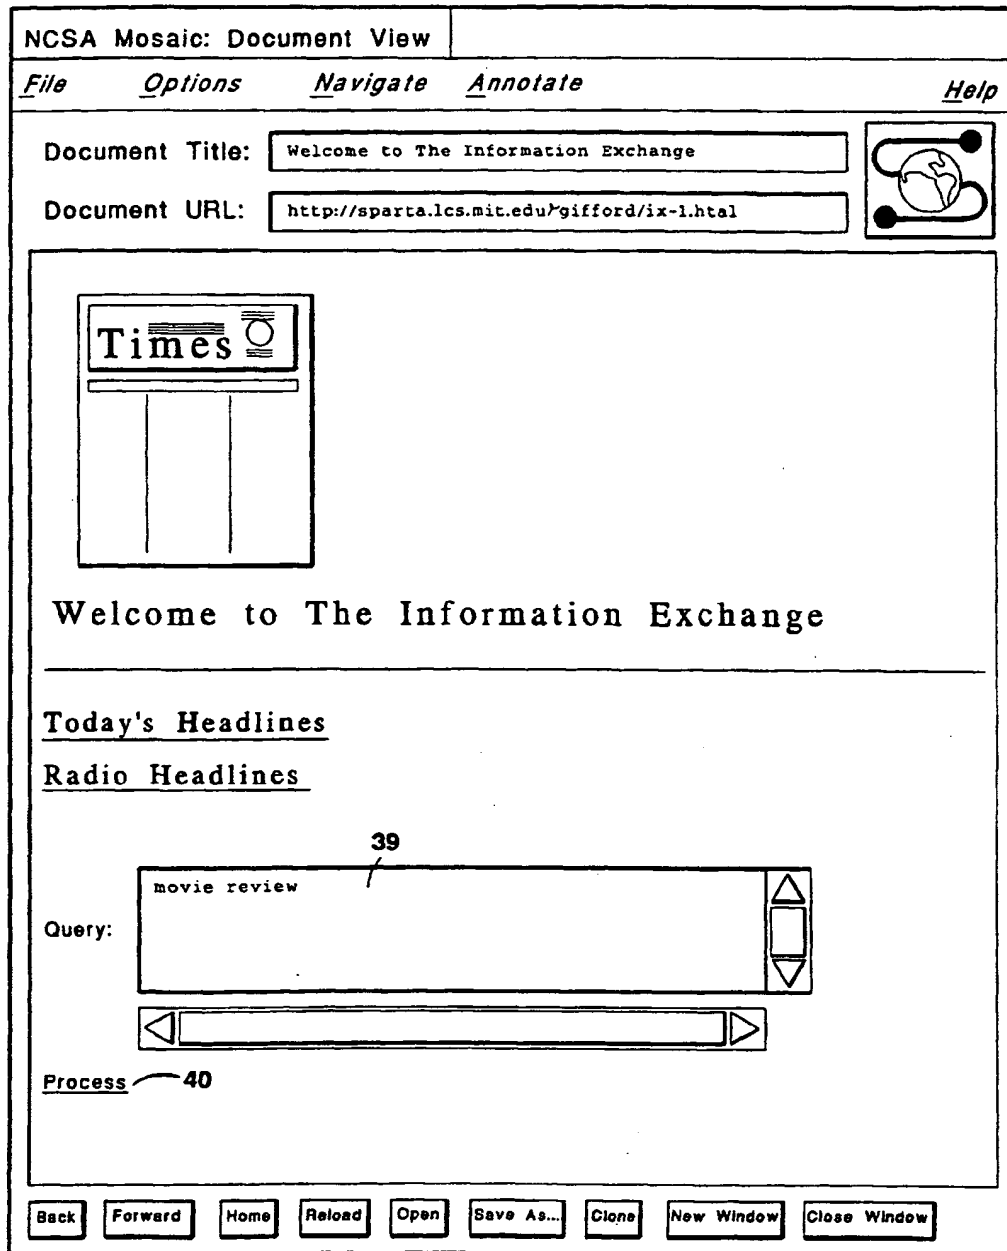 NCSA Mosaic: Document View
File Options Navigate Annotate Help
Document Title: Welcome to The Information Exchange
Document URL: http://sparta.lcs.mit.edu/~gifford/ix-1.htal
Times
Welcome to The Information Exchange
Today's Headlines
Radio Headlines
39
movie review
Query:
Process 40
Back Forward Home Reload Open Save As... Clone New Window Close Window